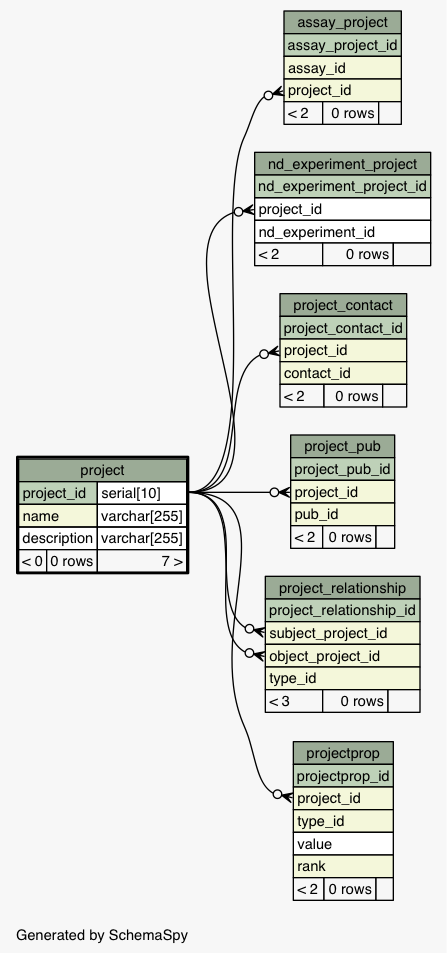 assay_project
assay_project_id
assay_id
project_id
< 2 0 rows
nd_experiment_project
nd_experiment_project_id
project_id
nd_experiment_id
< 2 0 rows
project_contact
project_contact_id
project_id
contact_id
< 2 0 rows
project_pub
project_pub_id
project_id
pub_id
< 2 0 rows
project
project_id serial[10]
name varchar[255]
description varchar[255]
< 0 0 rows 7 >
project_relationship
project_relationship_id
subject_project_id
object_project_id
type_id
< 3 0 rows
projectprop
projectprop_id
project_id
type_id
value
rank
< 2 0 rows
Generated by SchemaSpy